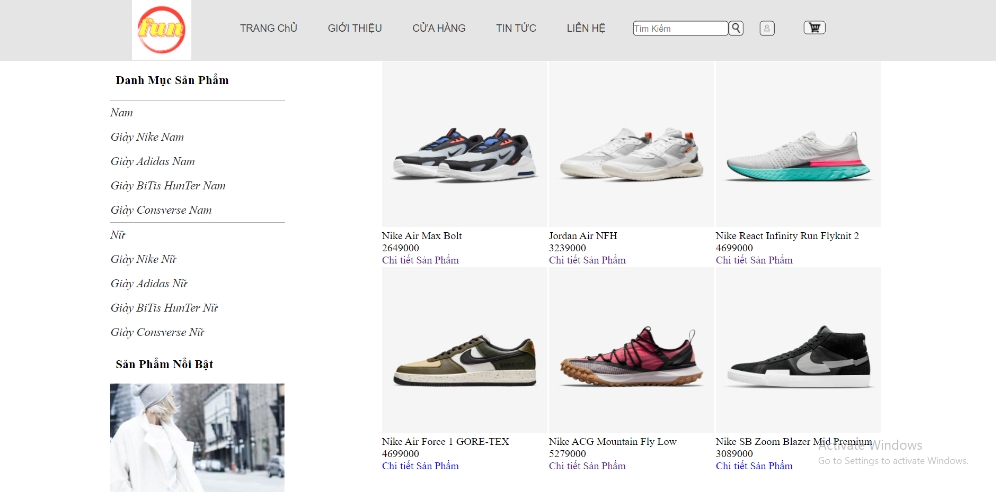 fun
TRANG ChỦ
GIỚI THIỆU
CỬA HÀNG
TIN TỨC
LIÊN HỆ
Tìm Kiếm
Danh Mục Sản Phẩm
Nam
Giày Nike Nam
Giày Adidas Nam
Giày BiTis HunTer Nam
Giày Consverse Nam
Nữ
Giày Nike Nữ
Giày Adidas Nữ
Giày BiTis HunTer Nữ
Giày Consverse Nữ
Sản Phẩm Nổi Bật
Nike Air Max Bolt
2649000
Chi tiết Sản Phẩm
Jordan Air NFH
3239000
Chi tiết Sản Phẩm
Nike React Infinity Run Flyknit 2
4699000
Chi tiết Sản Phẩm
GORE-TEX
Nike Air Force 1 GORE-TEX
4699000
Chi tiết Sản Phẩm
Nike ACG Mountain Fly Low
5279000
Chi tiết Sản Phẩm
Nike SB Zoom Blazer Mid Premium
3089000
Chi tiết Sản Phẩm
Activate Windows
Go to Settings to activate Windows.